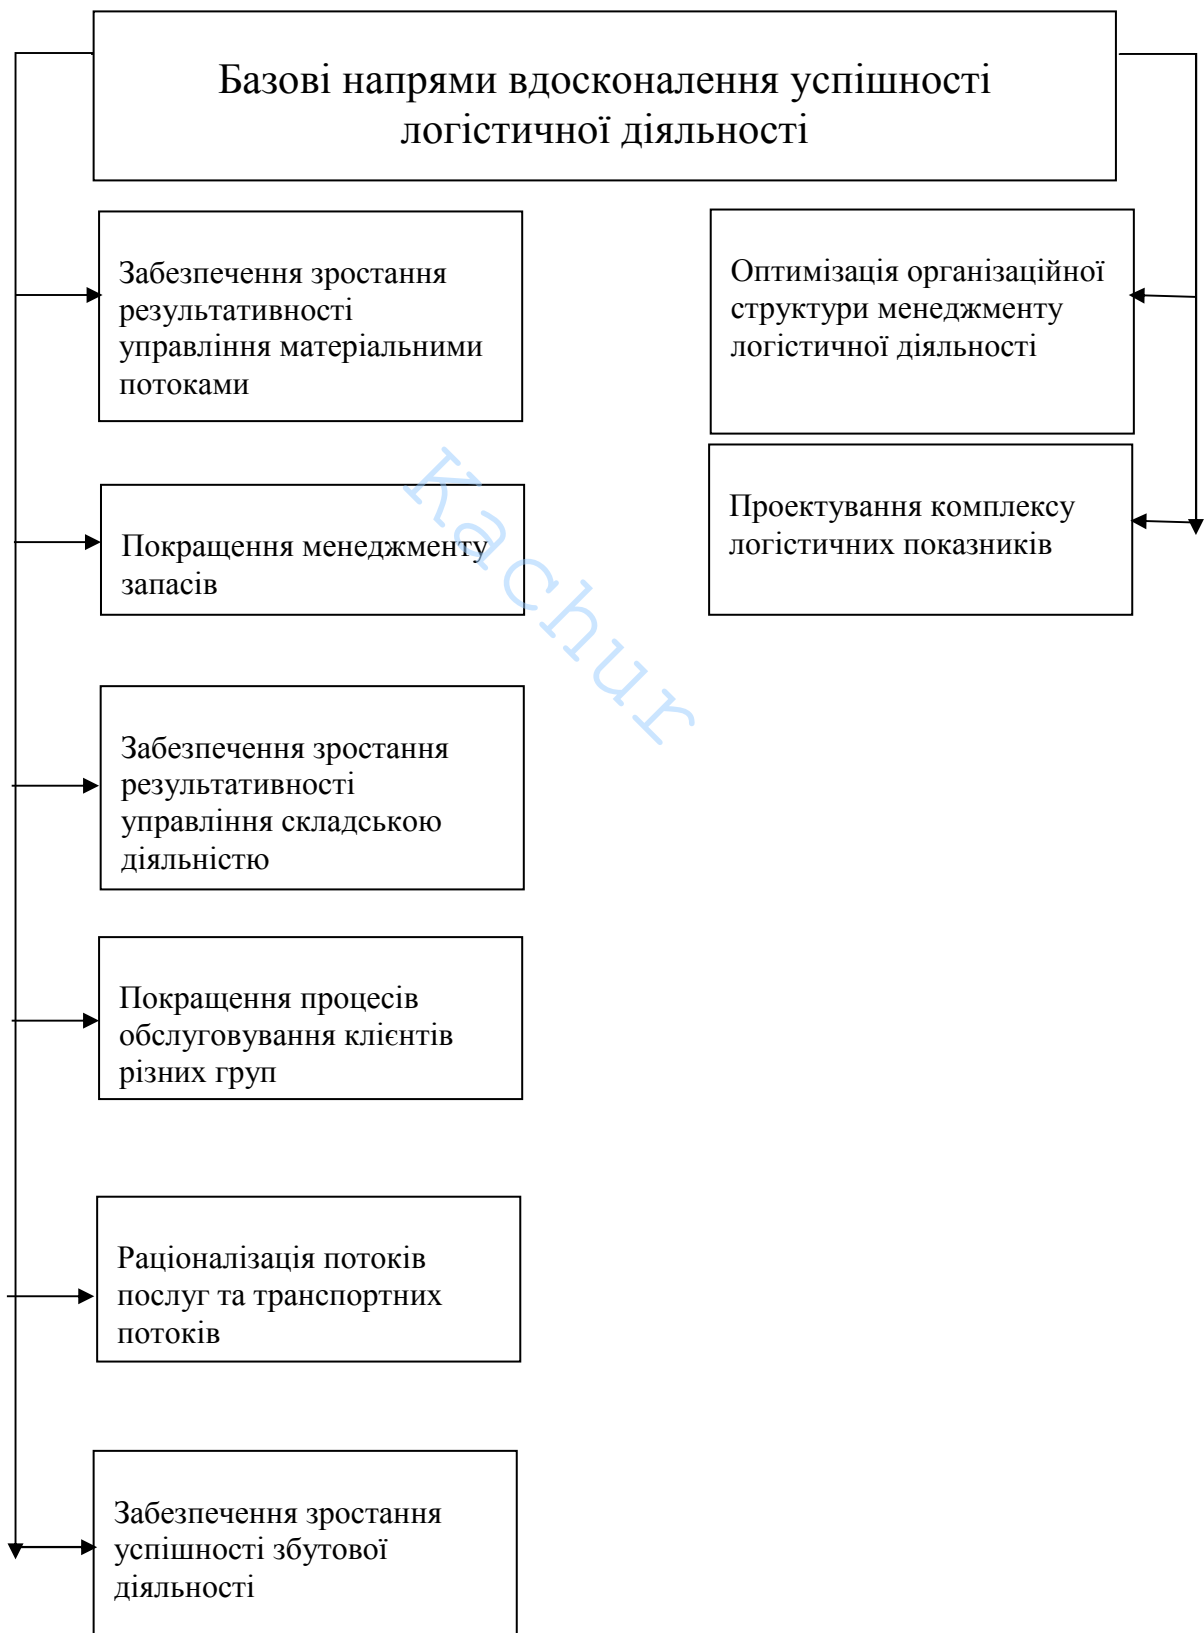 Базові напрями вдосконалення успішності
логістичної діяльності
Забезпечення зростання
результативності
управління матеріальними
потоками
Оптимізація організаційної
структури менеджменту
логістичної діяльності
Покращення менеджменту
запасів
Проектування комплексу
логістичних показників
Kachur
Забезпечення зростання
результативності
управління складською
діяльністю
Покращення процесів
обслуговування клієнтів
різних груп
Раціоналізація потоків
послуг та транспортних
потоків
Забезпечення зростання
успішності збутової
діяльності